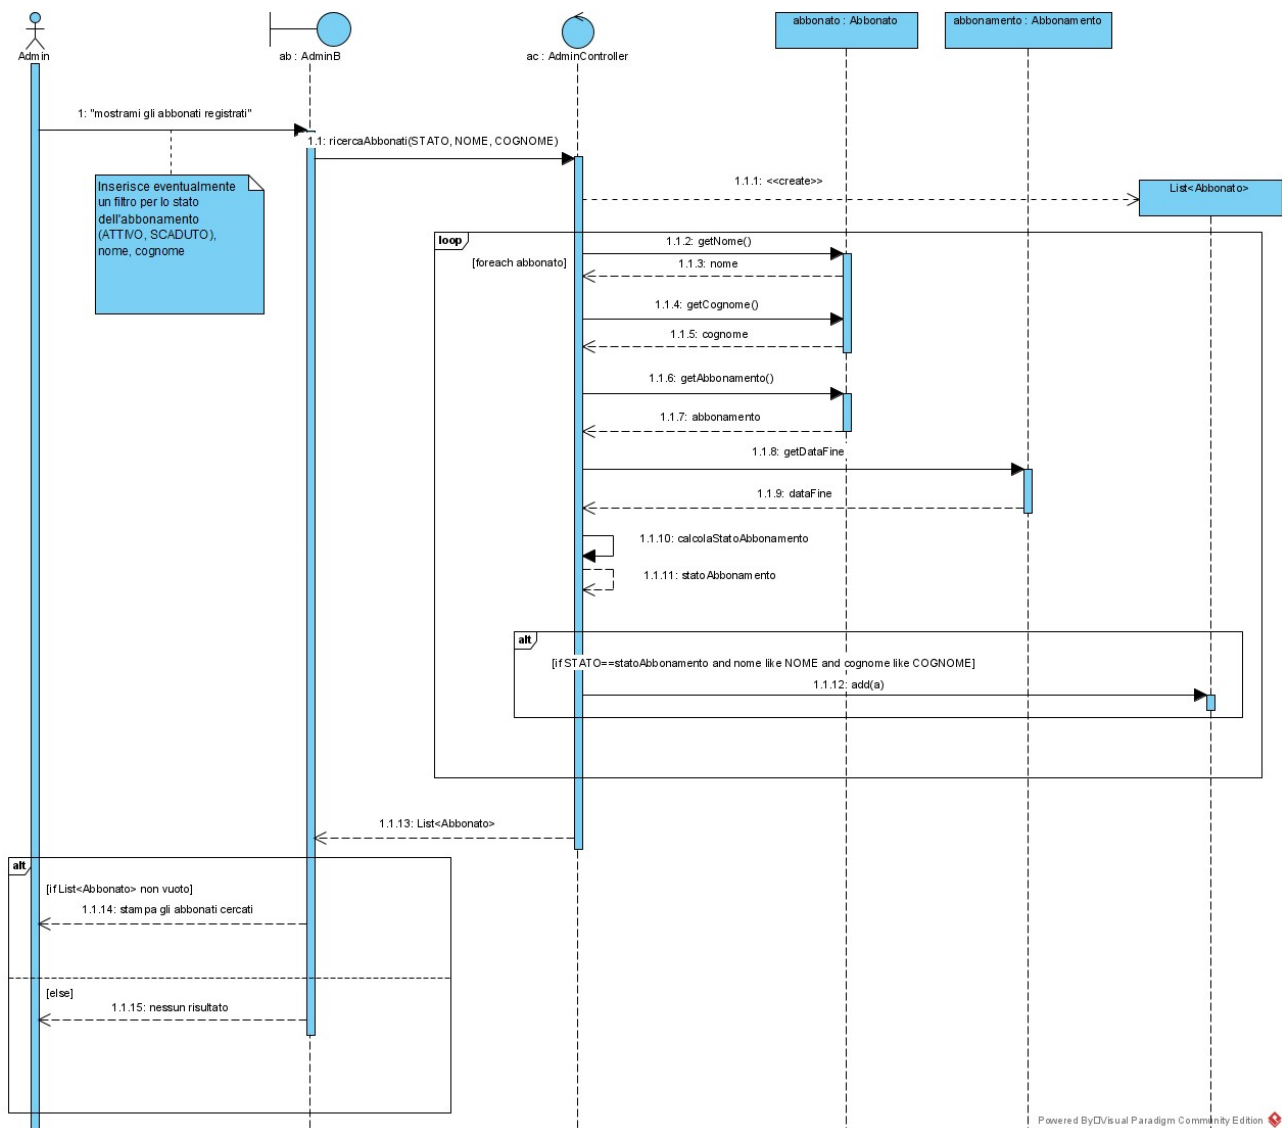 Admin
ab : AdminB
ac : AdminController
abbonato : Abbonato
abbonamento : Abbonamento
1: "mostrami gli abbonati registrati"
1.1: ricercaAbbonati(STATO, NOME, COGNOME)
Inserisce eventualmente
un filtro per lo stato
dell'abbonamento
(ATTIVO, SCADUTO),
nome, cognome
1.1.1: <<create>>
List<Abbonato>
loop
[foreach abbonato]
1.1.2: getNome()
1.1.3: nome
1.1.4: getCognome()
1.1.5: cognome
1.1.6: getAbbonamento()
1.1.7: abbonamento
1.1.8: getDataFine
1.1.9: dataFine
1.1.10: calcolaStatoAbbonamento
1.1.11: statoAbbonamento
alt
[if STATO==statoAbbonamento and nome like NOME and cognome like COGNOME]
1.1.12: add(a)
1.1.13: List<Abbonato>
alt
[if List<Abbonato> non vuoto]
1.1.14: stampa gli abbonati cercati
[else]
1.1.15: nessun risultato
Powered By Visual Paradigm Community Edition